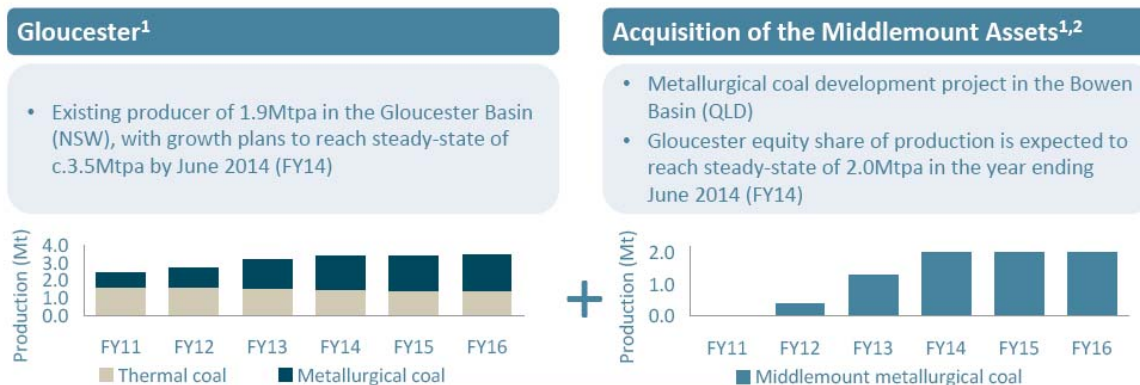 Gloucester1
• Existing producer of 1.9Mtpa in the Gloucester Basin
(NSW), with growth plans to reach steady-state of
c.3.5Mtpa by June 2014 (FY14)
Production (Mt)
4.0
3.0
2.0
1.0
0.0
FY11 FY12 FY13 FY14 FY15 FY16
Thermal coal Metallurgical coal
+
Acquisition of the Middlemount Assets1,2
• Metallurgical coal development project in the Bowen
Basin (QLD)
• Gloucester equity share of production is expected to
reach steady-state of 2.0Mtpa in the year ending
June 2014 (FY14)
Production (Mt)
2.0
1.0
0.0
FY11 FY12 FY13 FY14 FY15 FY16
Middlemount metallurgical coal